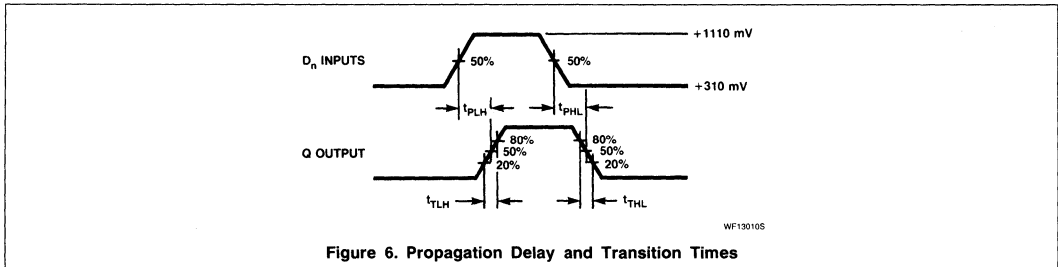 +1110 mV
Dn INPUTS
50%
50%
+310 mV
tPLH
tPHL
80%
50%
20%
80%
50%
20%
Q OUTPUT
tTLH
tTHL
WF13010S
Figure 6. Propagation Delay and Transition Times